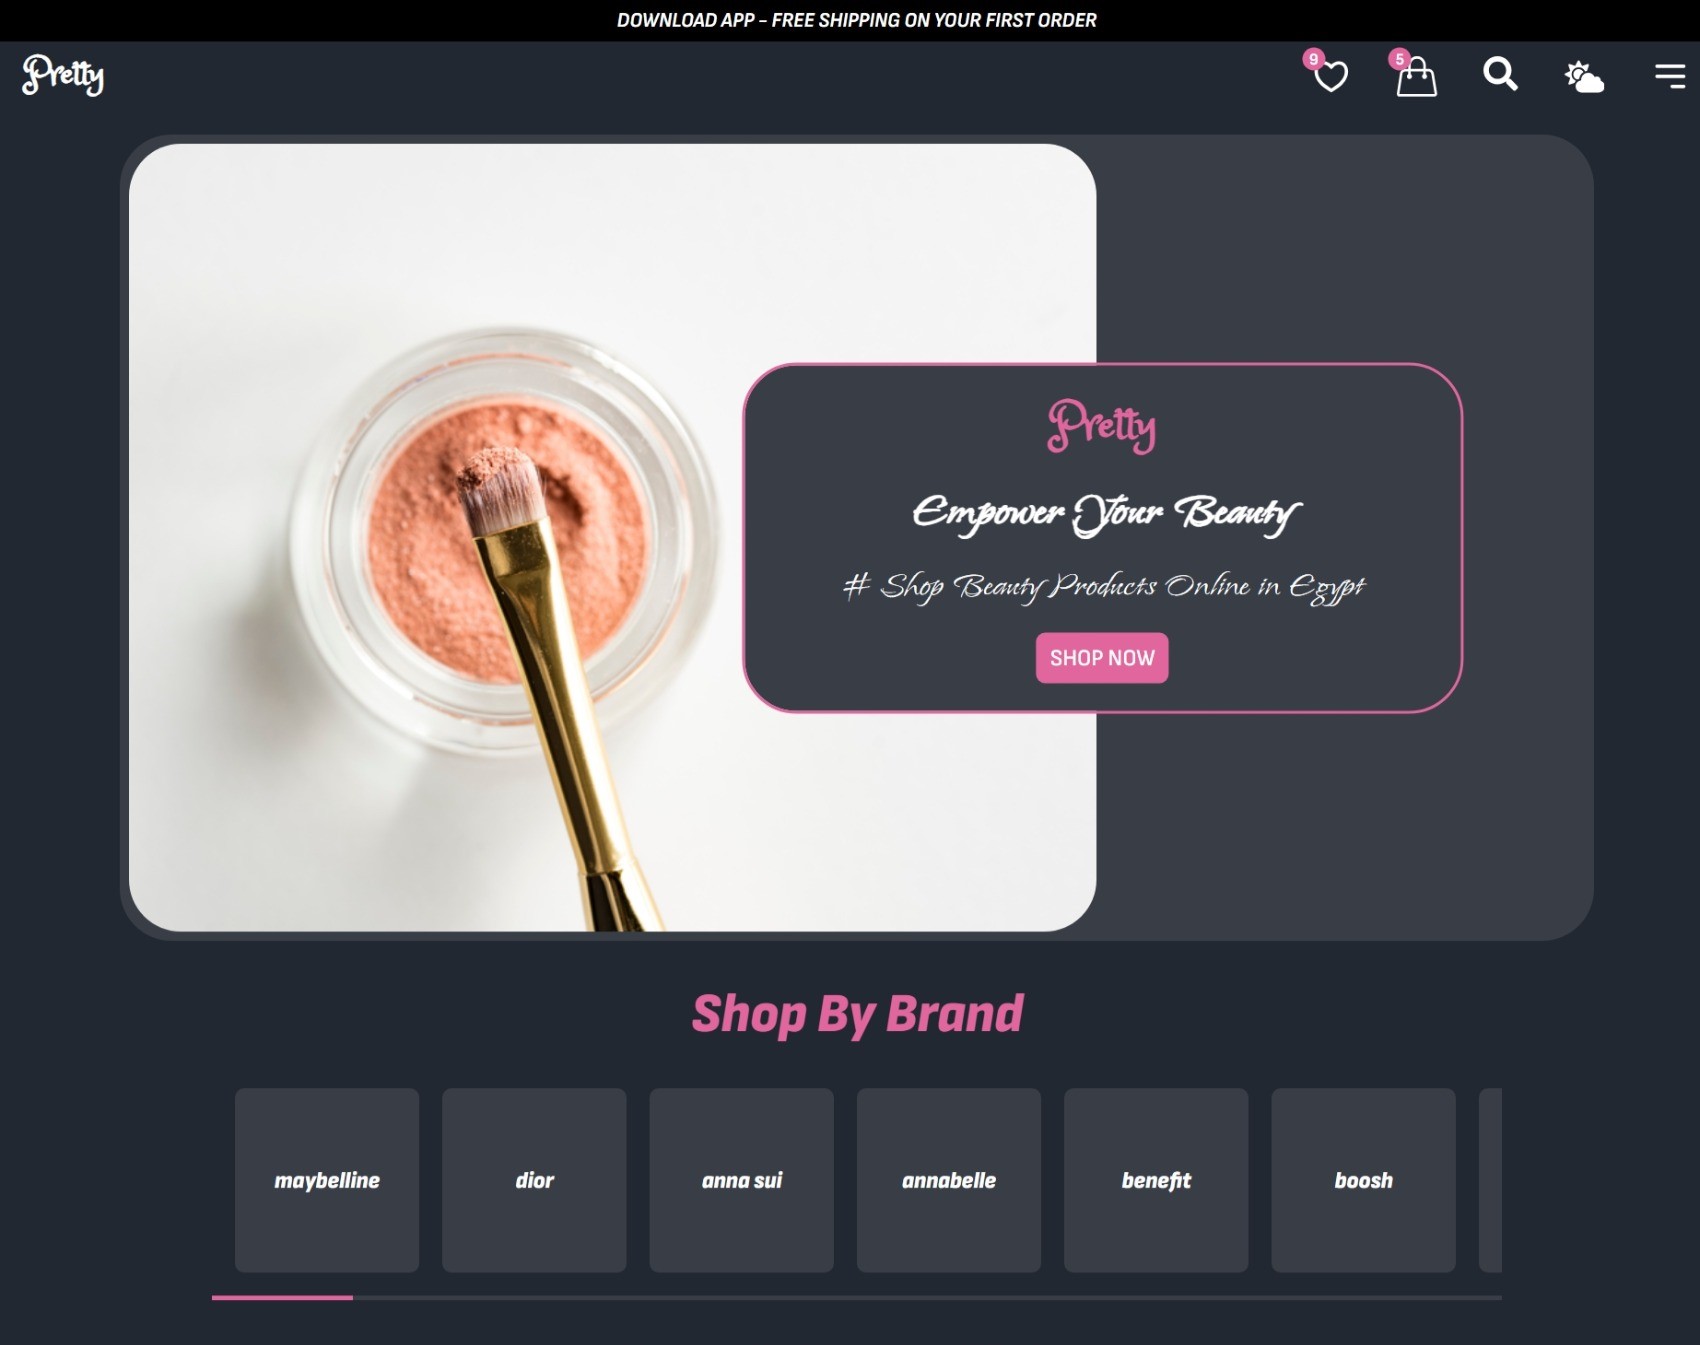 DOWNLOAD APP - FREE SHIPPING ON YOUR FIRST ORDER
Pretty
9
5
Pretty
Empower Your Beauty
# Shop Beauty Products Online in Egypt
SHOP NOW
Shop By Brand
maybelline
dior
anna sui
annabelle
benefit
boosh